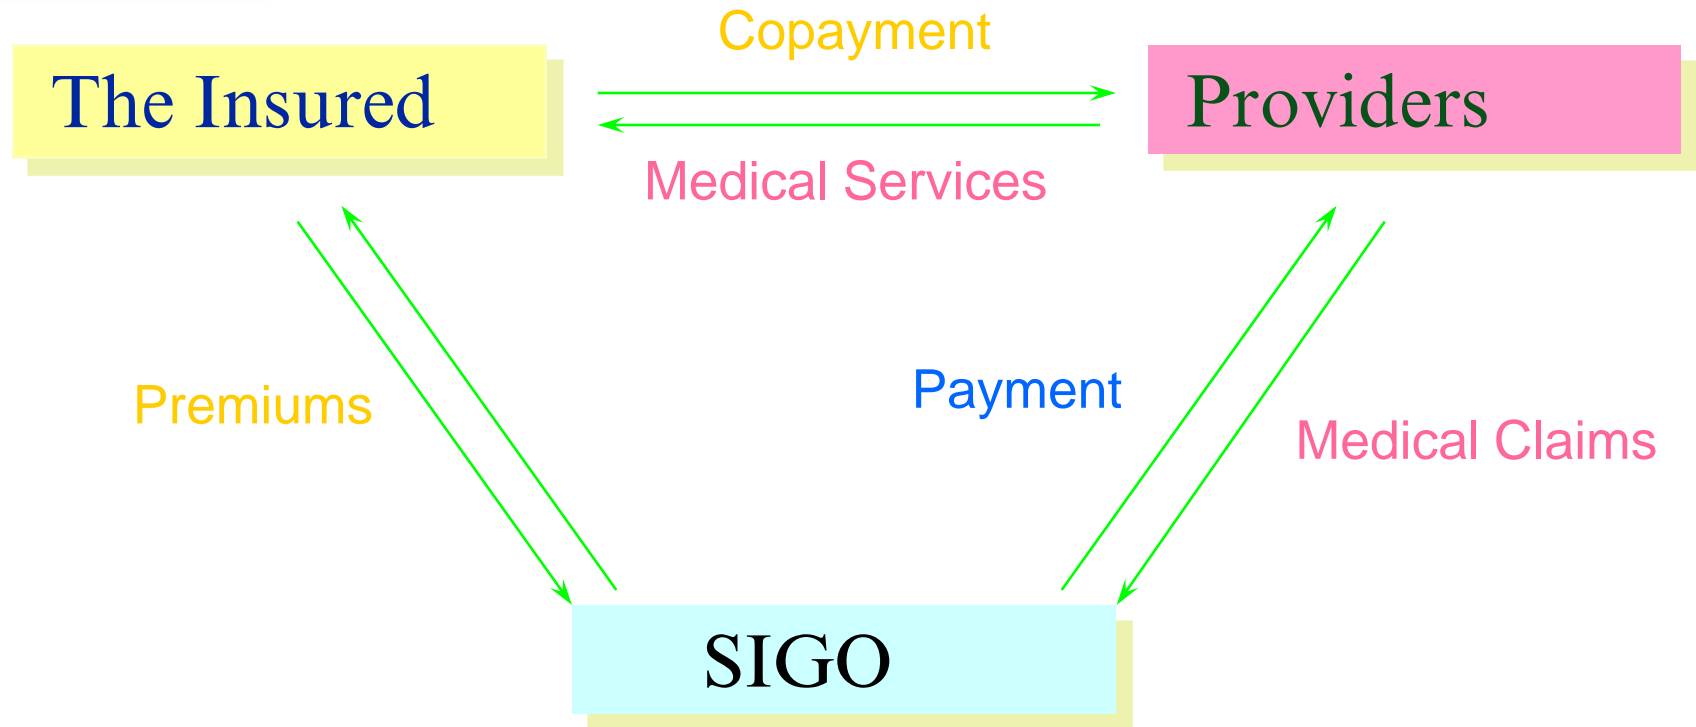 Copayment
The Insured
Providers
Medical Services
Premiums
Payment
Medical Claims
SIGO